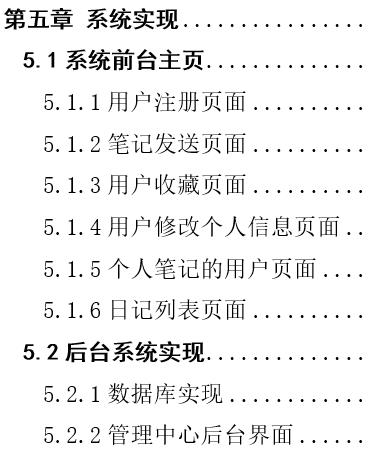 第五章 系统实现................
5.1系统前台主页..............
5.1.1用户注册页面..........
5.1.2笔记发送页面..........
5.1.3用户收藏页面..........
5.1.4用户修改个人信息页面..
5.1.5个人笔记的用户页面....
5.1.6日记列表页面..........
5.2后台系统实现..............
5.2.1数据库实现............
5.2.2管理中心后台界面......